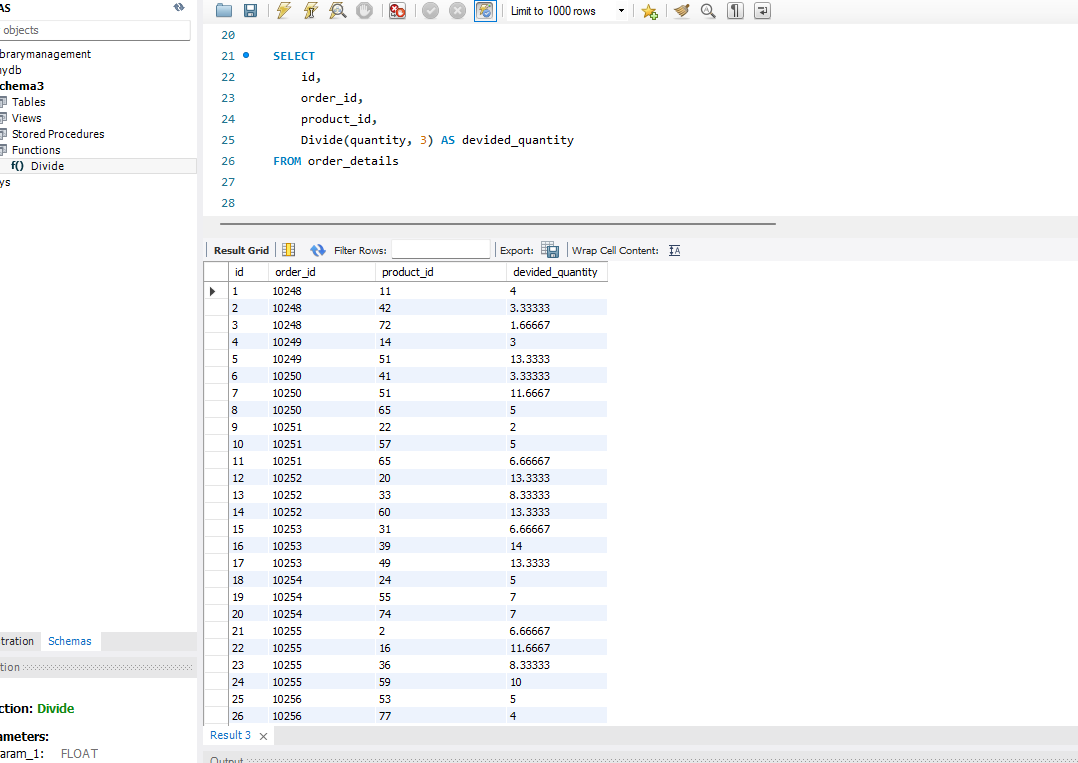 AS
objects
brarymanagement
ydb
chema3
Tables
Views
Stored Procedures
Functions
f() Divide
ys
tration Schemas
tion
ction: Divide
ameters:
aram_1: FLOAT
Limit to 1000 rows
20
21 SELECT
22 id,
23 order_id,
24 product_id,
25 Divide(quantity, 3) AS devided_quantity
26 FROM order_details
27
28
Result Grid Filter Rows: Export: Wrap Cell Content: IA
id order_id product_id devided_quantity
1 10248 11 4
2 10248 42 3.33333
3 10248 72 1.66667
4 10249 14 3
5 10249 51 13.3333
6 10250 41 3.33333
7 10250 51 11.6667
8 10250 65 5
9 10251 22 2
10 10251 57 5
11 10251 65 6.66667
12 10252 20 13.3333
13 10252 33 8.33333
14 10252 60 13.3333
15 10253 31 6.66667
16 10253 39 14
17 10253 49 13.3333
18 10254 24 5
19 10254 55 7
20 10254 74 7
21 10255 2 6.66667
22 10255 16 11.6667
23 10255 36 8.33333
24 10255 59 10
25 10256 53 5
26 10256 77 4
Result 3
Output